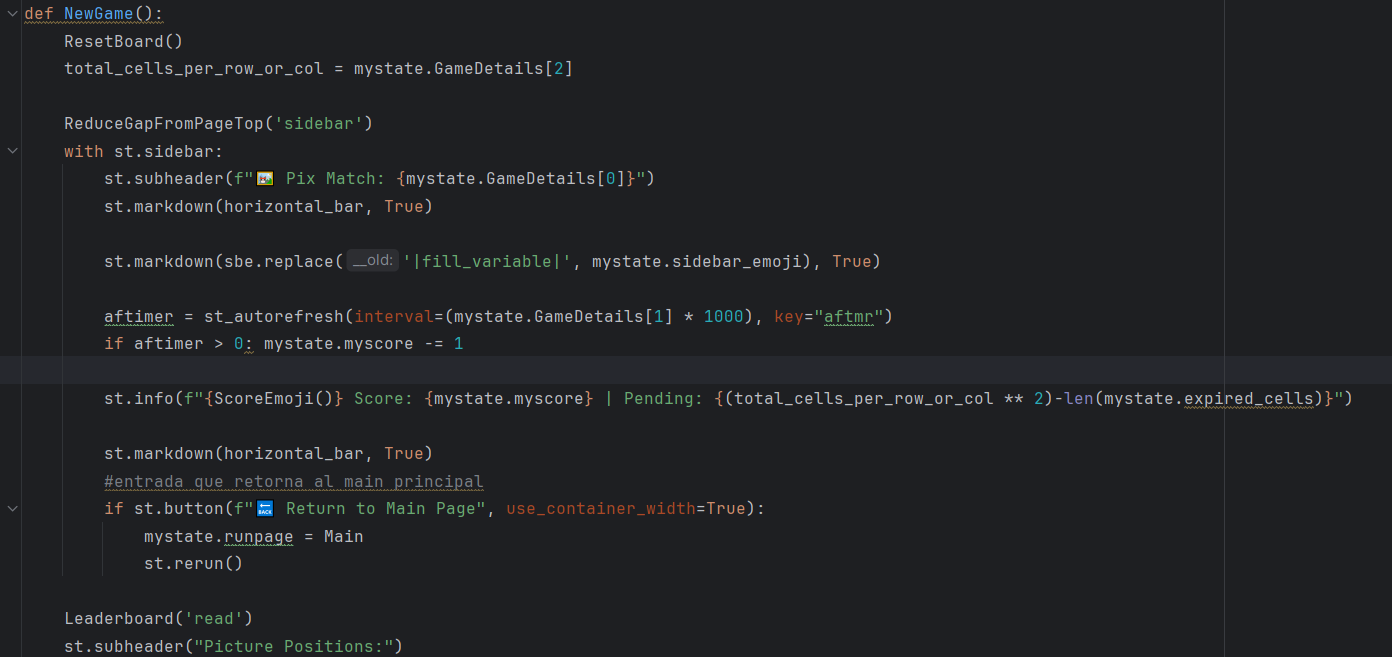 def NewGame():
    ResetBoard()
    total_cells_per_row_or_col = mystate.GameDetails[2]

    ReduceGapFromPageTop('sidebar')
    with st.sidebar:
        st.subheader(f"🖼️ Pix Match: {mystate.GameDetails[0]}")
        st.markdown(horizontal_bar, True)

        st.markdown(sbe.replace( __old: '|fill_variable|', mystate.sidebar_emoji), True)

        aftimer = st_autorefresh(interval=(mystate.GameDetails[1] * 1000), key="aftmr")
        if aftimer > 0: mystate.myscore -= 1

        st.info(f"{ScoreEmoji()} Score: {mystate.myscore} | Pending: {(total_cells_per_row_or_col ** 2)-len(mystate.expired_cells)}")

        st.markdown(horizontal_bar, True)
        #entrada que retorna al main principal
        if st.button(f"🔙 Return to Main Page", use_container_width=True):
            mystate.runpage = Main
            st.rerun()

    Leaderboard('read')
    st.subheader("Picture Positions:")